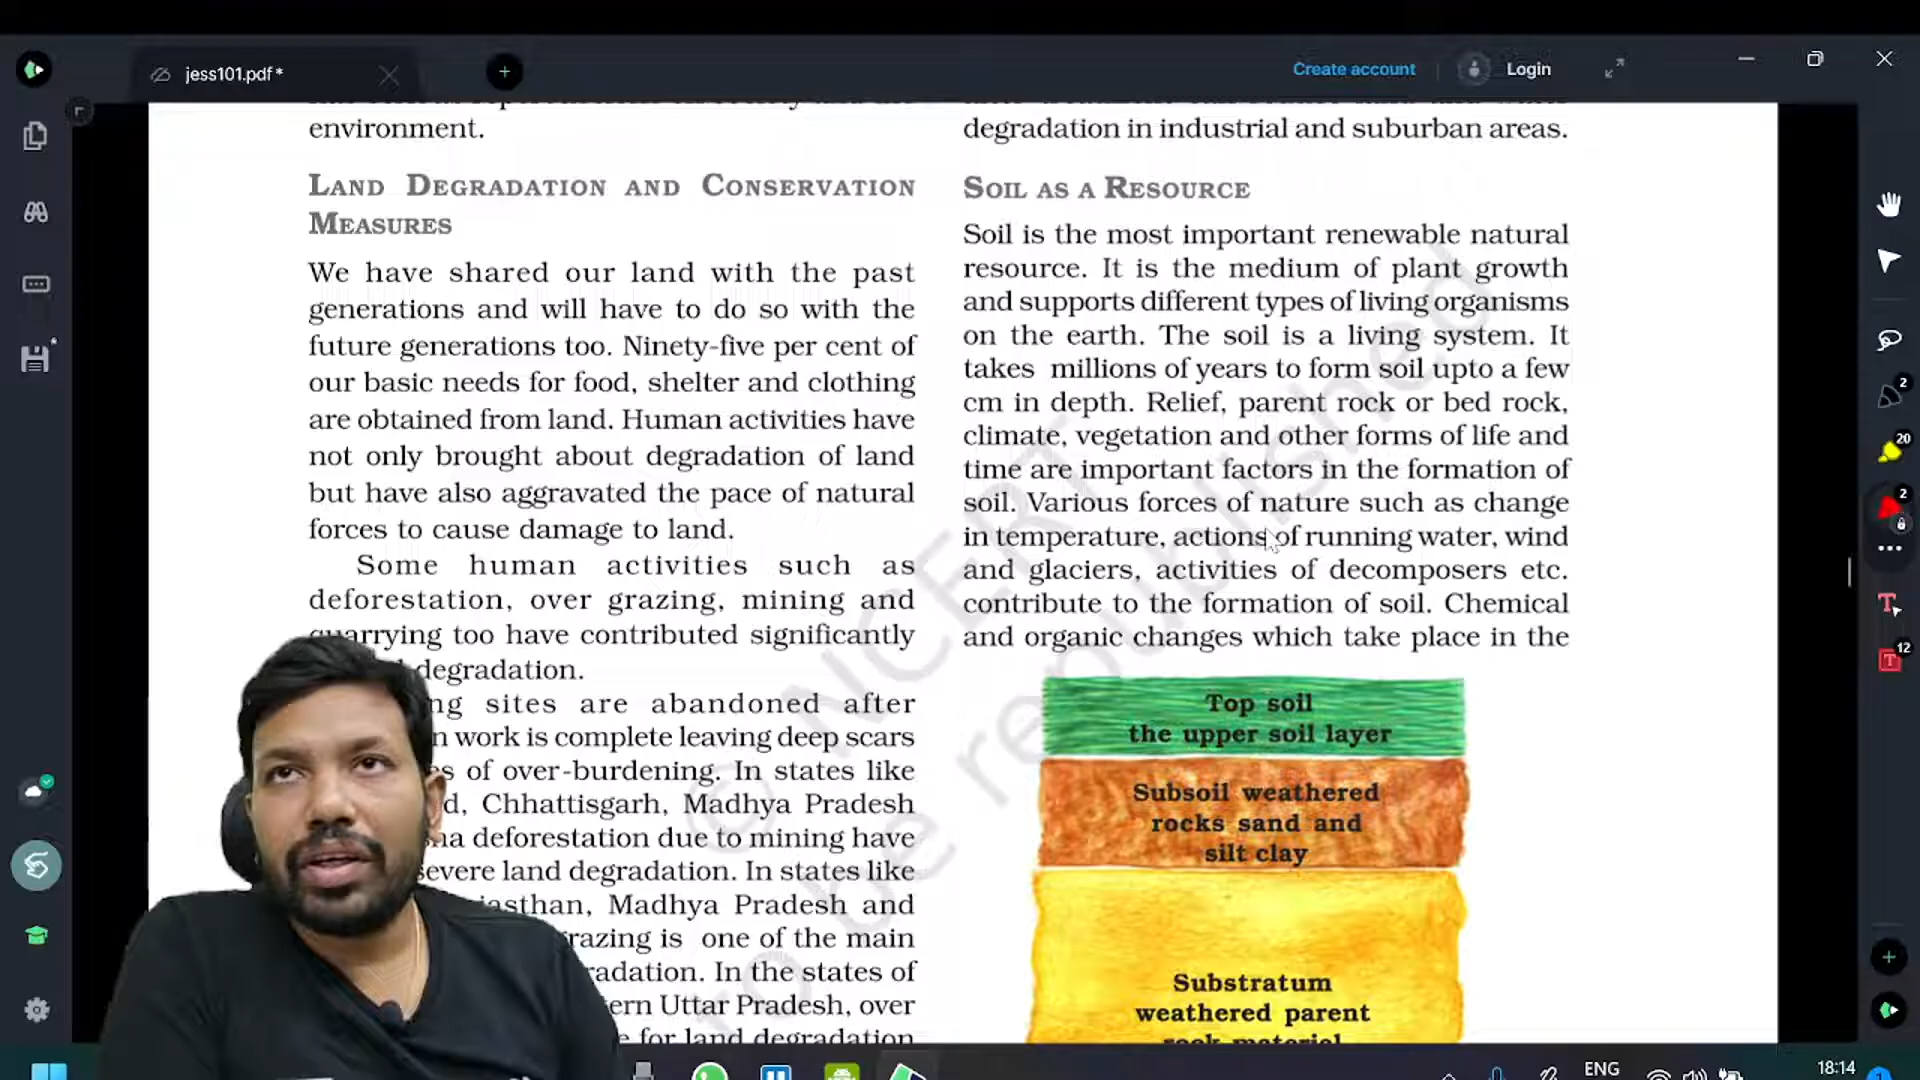 jess101.pdf*
Create account
Login
environment.
LAND DEGRADATION AND CONSERVATION
MEASURES
We have shared our land with the past
generations and will have to do so with the
future generations too. Ninety-five per cent of
our basic needs for food, shelter and clothing
are obtained from land. Human activities have
not only brought about degradation of land
but have also aggravated the pace of natural
forces to cause damage to land.
Some human activities such as
deforestation, over grazing, mining and
quarrying too have contributed significantly
degradation.
sites are abandoned after
work is complete leaving deep scars
of over-burdening. In states like
Chhattisgarh, Madhya Pradesh
deforestation due to mining have
severe land degradation. In states like
Madhya Pradesh and
is one of the main
In the states of
Uttar Pradesh, over
for land degradation
degradation in industrial and suburban areas.
SOIL AS A RESOURCE
Soil is the most important renewable natural
resource. It is the medium of plant growth
and supports different types of living organisms
on the earth. The soil is a living system. It
takes millions of years to form soil upto a few
cm in depth. Relief, parent rock or bed rock,
climate, vegetation and other forms of life and
time are important factors in the formation of
soil. Various forces of nature such as change
in temperature, actions of running water, wind
and glaciers, activities of decomposers etc.
contribute to the formation of soil. Chemical
and organic changes which take place in the
Top soil
the upper soil layer
Subsoil weathered
rocks sand and
silt clay
Substratum
weathered parent
rock material
© NCERT
be republished
2
20
2
12
ENG
18:14